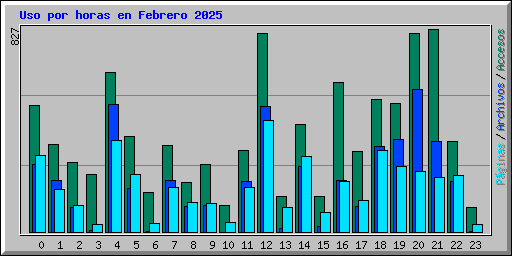 Uso por horas en Febrero 2025
827
Páginas / Archivos / Accesos
0 1 2 3 4 5 6 7 8 9 10 11 12 13 14 15 16 17 18 19 20 21 22 23